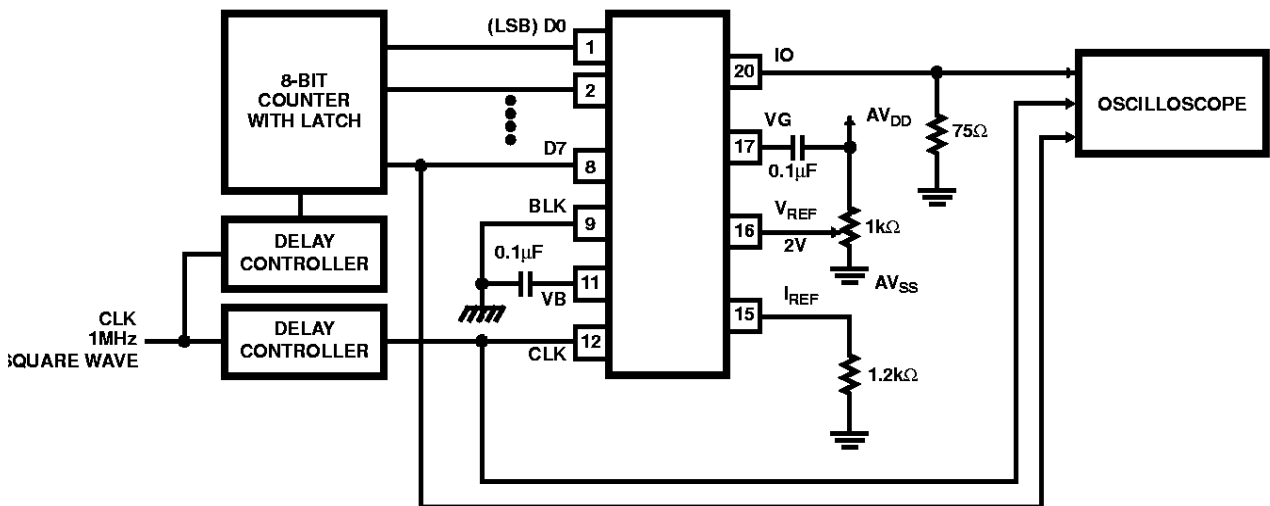 8-BIT
COUNTER
WITH LATCH
DELAY
CONTROLLER
CLK
1MHz
SQUARE WAVE
DELAY
CONTROLLER
(LSB) D0
1
2
D7
8
BLK
9
0.1μF
VB
11
CLK
12
20
IO
17
VG
0.1μF
AVDD
16
VREF
2V
1kΩ
AVSS
15
IREF
1.2kΩ
75Ω
OSCILLOSCOPE